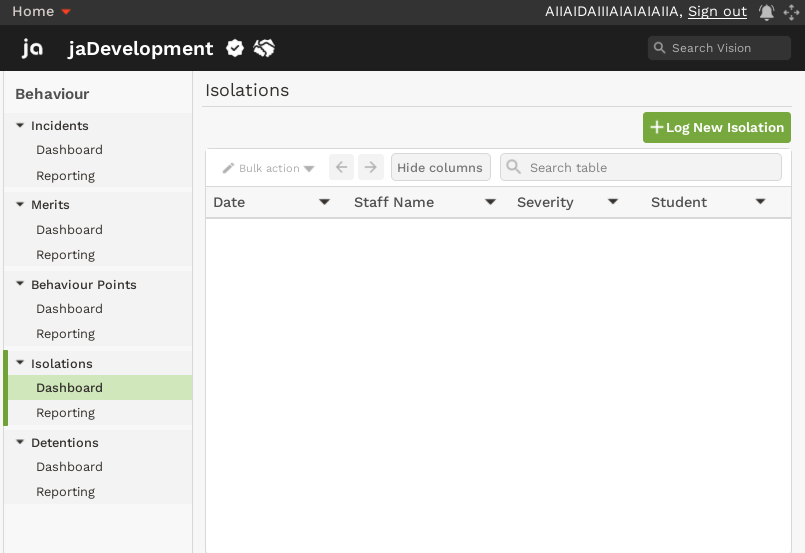 Home
AIIAIDAIIIAIAIAIAIIA, Sign out
ja jaDevelopment
Search Vision
Behaviour
Incidents
Dashboard
Reporting
Merits
Dashboard
Reporting
Behaviour Points
Dashboard
Reporting
Isolations
Dashboard
Reporting
Detentions
Dashboard
Reporting
Isolations
Log New Isolation
Bulk action
Hide columns
Search table
Date Staff Name Severity Student